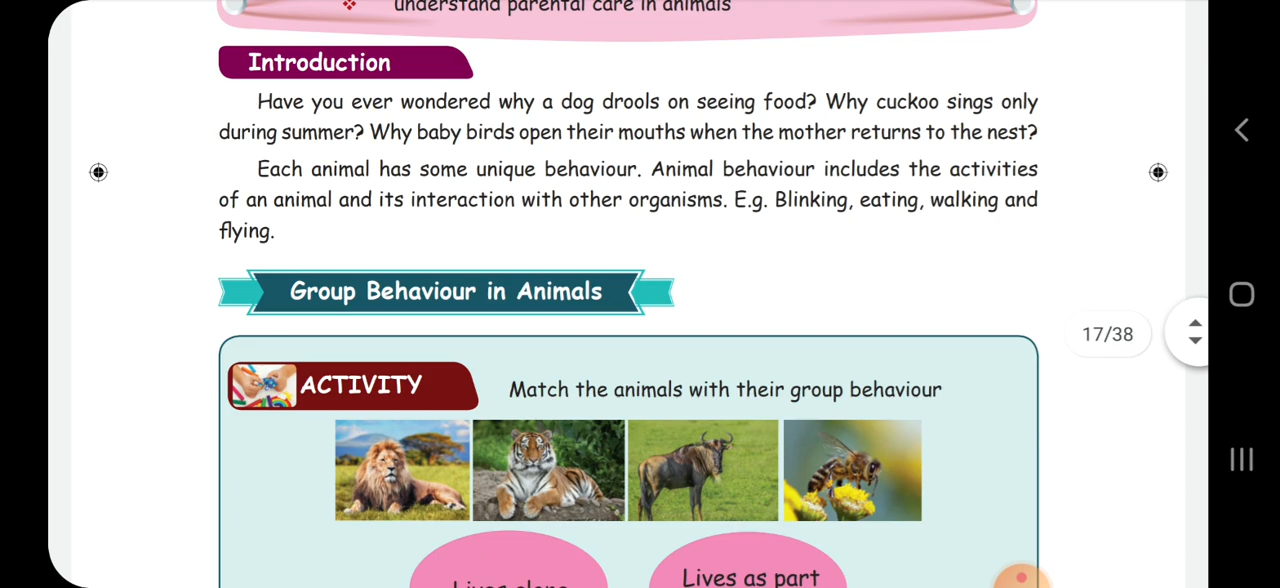 understand parental care in animals
Introduction
Have you ever wondered why a dog drools on seeing food? Why cuckoo sings only
during summer? Why baby birds open their mouths when the mother returns to the nest?
Each animal has some unique behaviour. Animal behaviour includes the activities
of an animal and its interaction with other organisms. E.g. Blinking, eating, walking and
flying.
Group Behaviour in Animals
17/38
ACTIVITY
Match the animals with their group behaviour
Lives alone
Lives as part